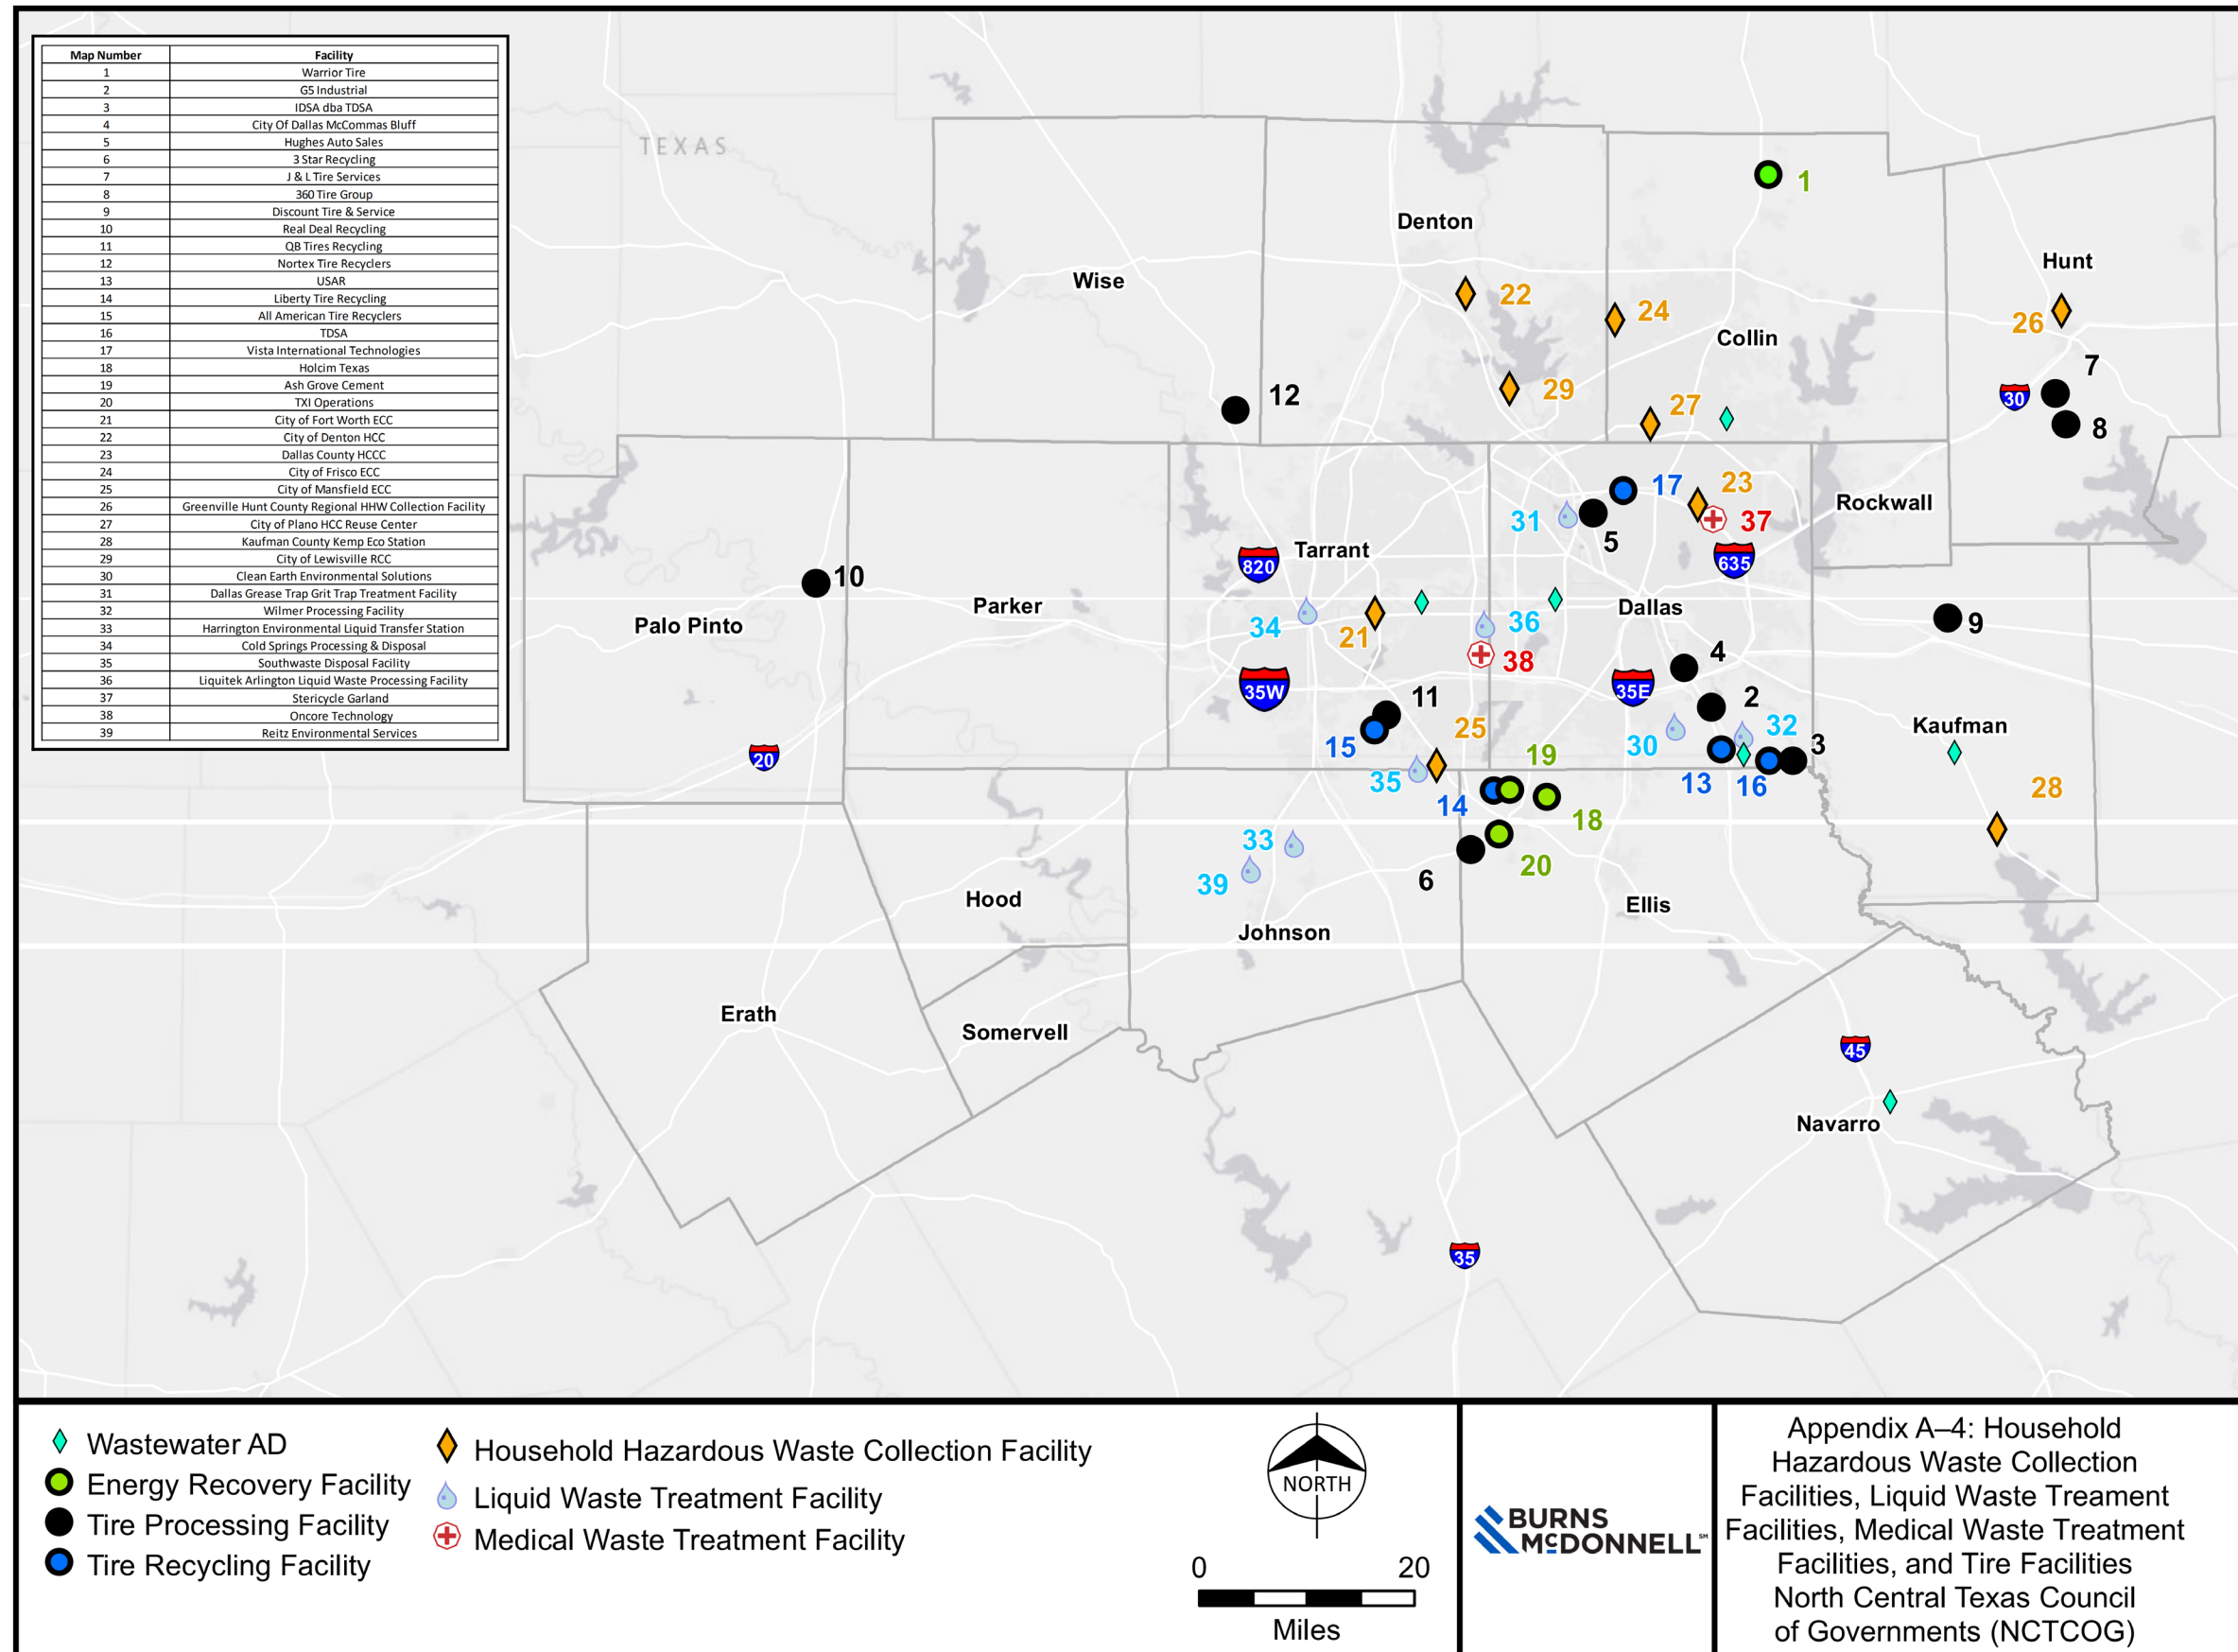 Map Number Facility
1 Warrior Tire
2 G5 Industrial
3 IDSA dba TDSA
4 City Of Dallas McCommas Bluff
5 Hughes Auto Sales
6 3 Star Recycling
7 J & L Tire Services
8 360 Tire Group
9 Discount Tire & Service
10 Real Deal Recycling
11 QB Tires Recycling
12 Nortex Tire Recyclers
13 USAR
14 Liberty Tire Recycling
15 All American Tire Recyclers
16 TDSA
17 Vista International Technologies
18 Holcim Texas
19 Ash Grove Cement
20 TXI Operations
21 City of Fort Worth ECC
22 City of Denton HCC
23 Dallas County HCCC
24 City of Frisco ECC
25 City of Mansfield ECC
26 Greenville Hunt County Regional HHW Collection Facility
27 City of Plano HCC Reuse Center
28 Kaufman County Kemp Eco Station
29 City of Lewisville RCC
30 Clean Earth Environmental Solutions
31 Dallas Grease Trap Grit Trap Treatment Facility
32 Wilmer Processing Facility
33 Harrington Environmental Liquid Transfer Station
34 Cold Springs Processing & Disposal
35 Southwaste Disposal Facility
36 Liquitek Arlington Liquid Waste Processing Facility
37 Stericycle Garland
38 Oncore Technology
39 Reitz Environmental Services
TEXAS
1
Denton
Hunt
Wise
22
24
26
Collin
7
12
29
27
30
8
17
23
Rockwall
31
37
5
Tarrant
820
635
10
Parker
Dallas
Palo Pinto
34
21
36
9
38
4
35W
35E
11
2
25
32
Kaufman
15
30
19
3
20
35
13
16
28
14
18
33
20
39
6
Hood
Ellis
Johnson
Erath
Somervell
45
Navarro
35
Wastewater AD
Energy Recovery Facility
Tire Processing Facility
Tire Recycling Facility
Household Hazardous Waste Collection Facility
Liquid Waste Treatment Facility
Medical Waste Treatment Facility
NORTH
0 20
Miles
BURNS
McDONNELL SM
Appendix A–4: Household
Hazardous Waste Collection
Facilities, Liquid Waste Treament
Facilities, Medical Waste Treatment
Facilities, and Tire Facilities
North Central Texas Council
of Governments (NCTCOG)